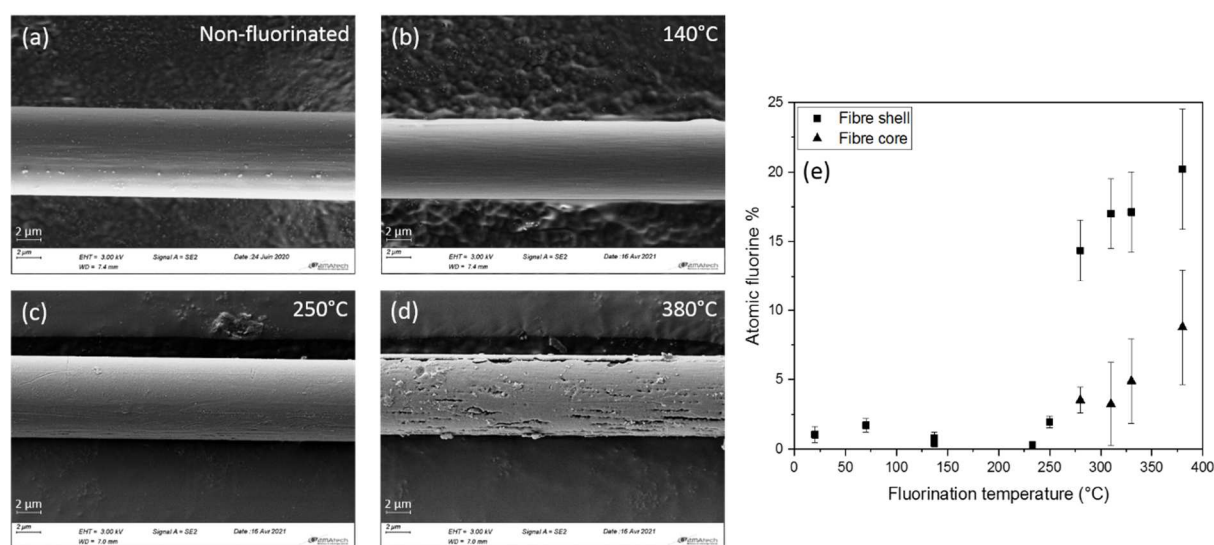 (a) Non-fluorinated
2 µm
2 µm EHT = 3.00 kV Signal A = SE2 Date :24 Juin 2020
WD = 7.4 mm
(b) 140°C
2 µm
2 µm EHT = 3.00 kV Signal A = SE2 Date :16 Avr 2021
WD = 7.4 mm
(c) 250°C
2 µm
2 µm EHT = 3.00 kV Signal A = SE2 Date :16 Avr 2021
WD = 7.0 mm
(d) 380°C
2 µm
2 µm EHT = 3.00 kV Signal A = SE2 Date :16 Avr 2021
WD = 7.0 mm
(e)
Fibre shell
Fibre core
Atomic fluorine %
25
20
15
10
5
0
0 50 100 150 200 250 300 350 400
Fluorination temperature (°C)